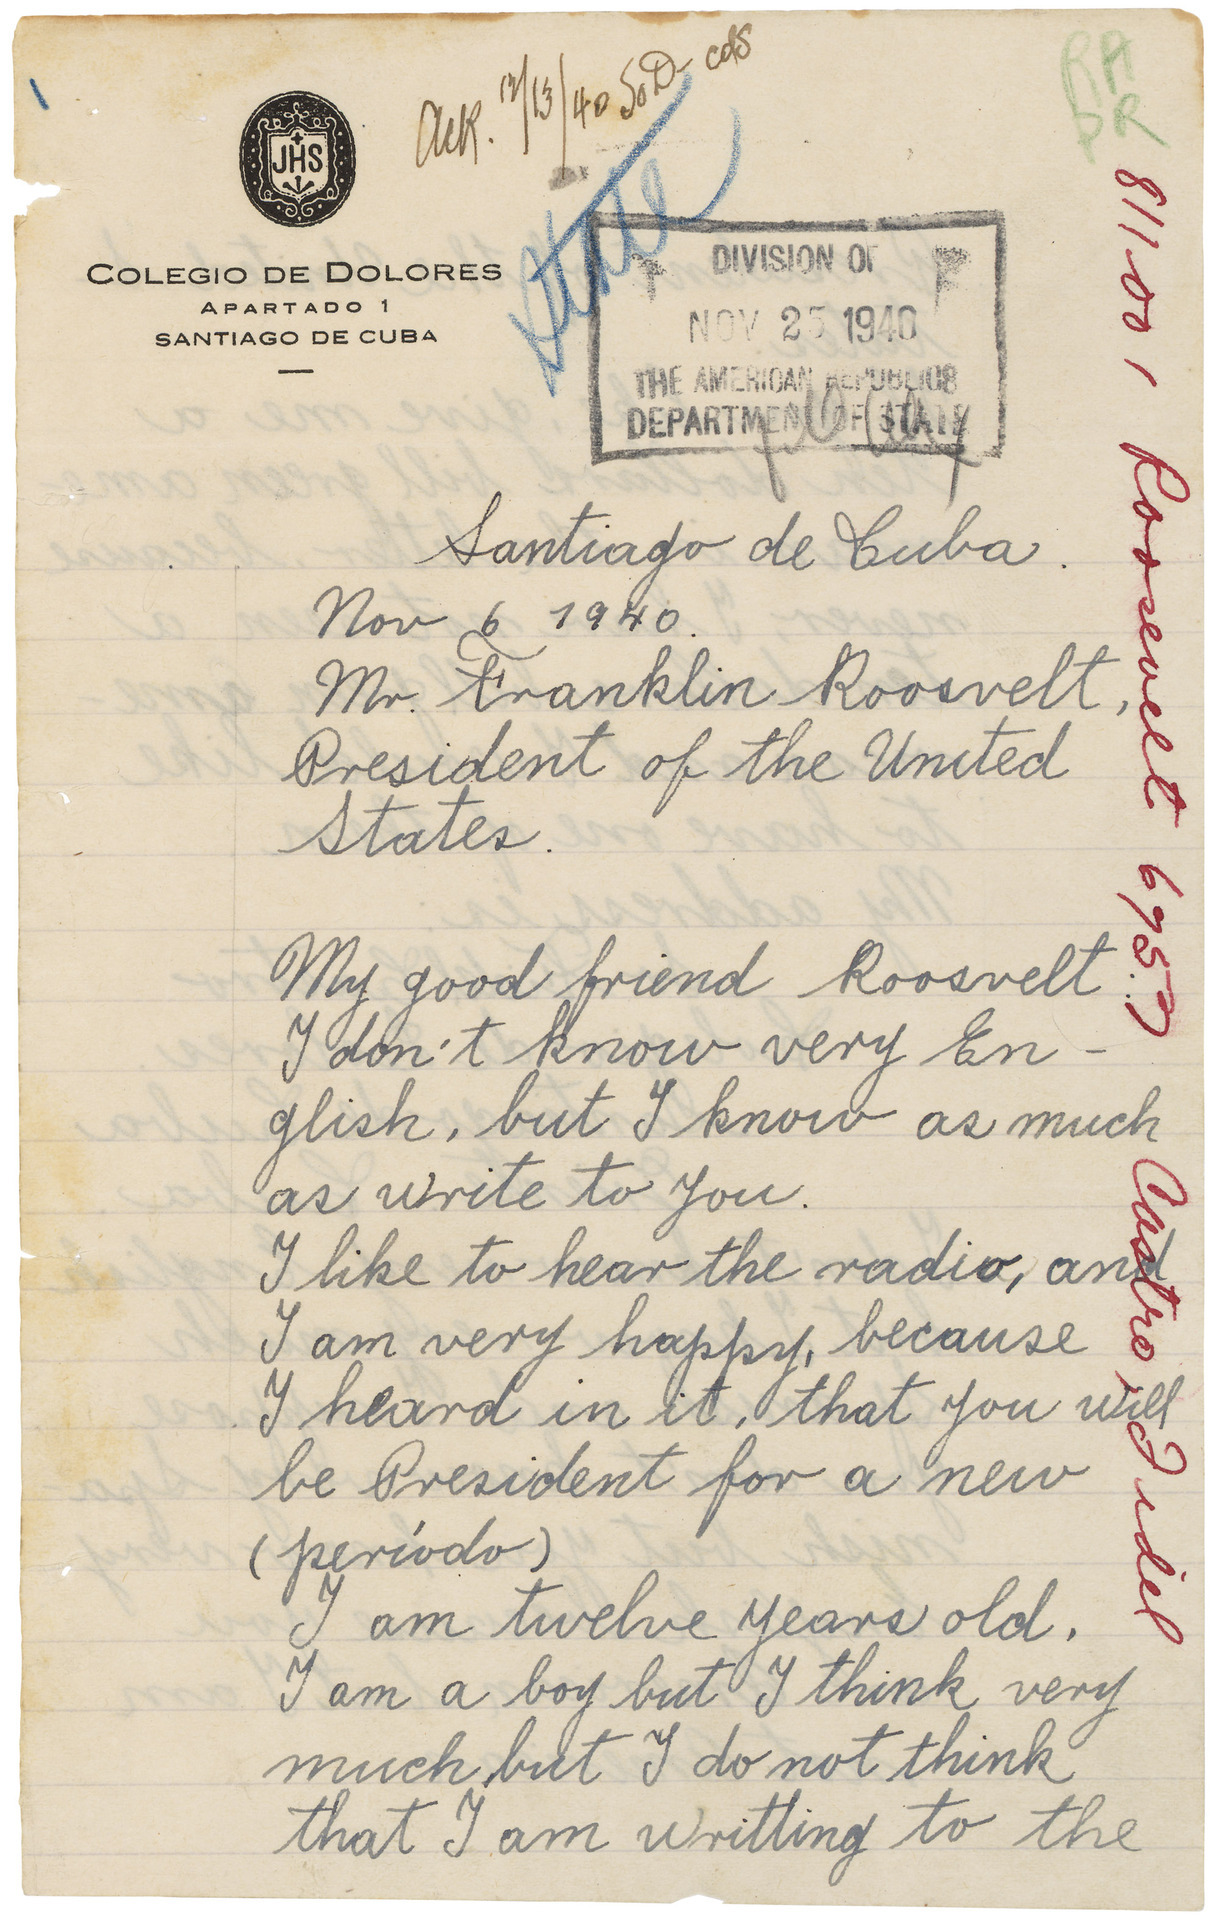 Ack. 12/13/40 SoD- cds
RA
DR
JHS
COLEGIO DE DOLORES
APARTADO 1
SANTIAGO DE CUBA
State
DIVISION OF
NOV 25 1940
THE AMERICAN REPUBLICS
DEPARTMENT OF STATE
Santiago de Cuba.
Nov 6 1940.
Mr. Franklin Roosvelt,
President of the United
States.
My good friend Roosvelt:
I don't know very En-
glish, but I know as much
as write to you.
I like to hear the radio, and
I am very happy, because
I heard in it, that you will
be President for a new
(período)
I am twelve years old.
I am a boy but I think very
much, but I do not think
that I am writting to the
811.001 Roosevelt 6957 Castro, Fidel